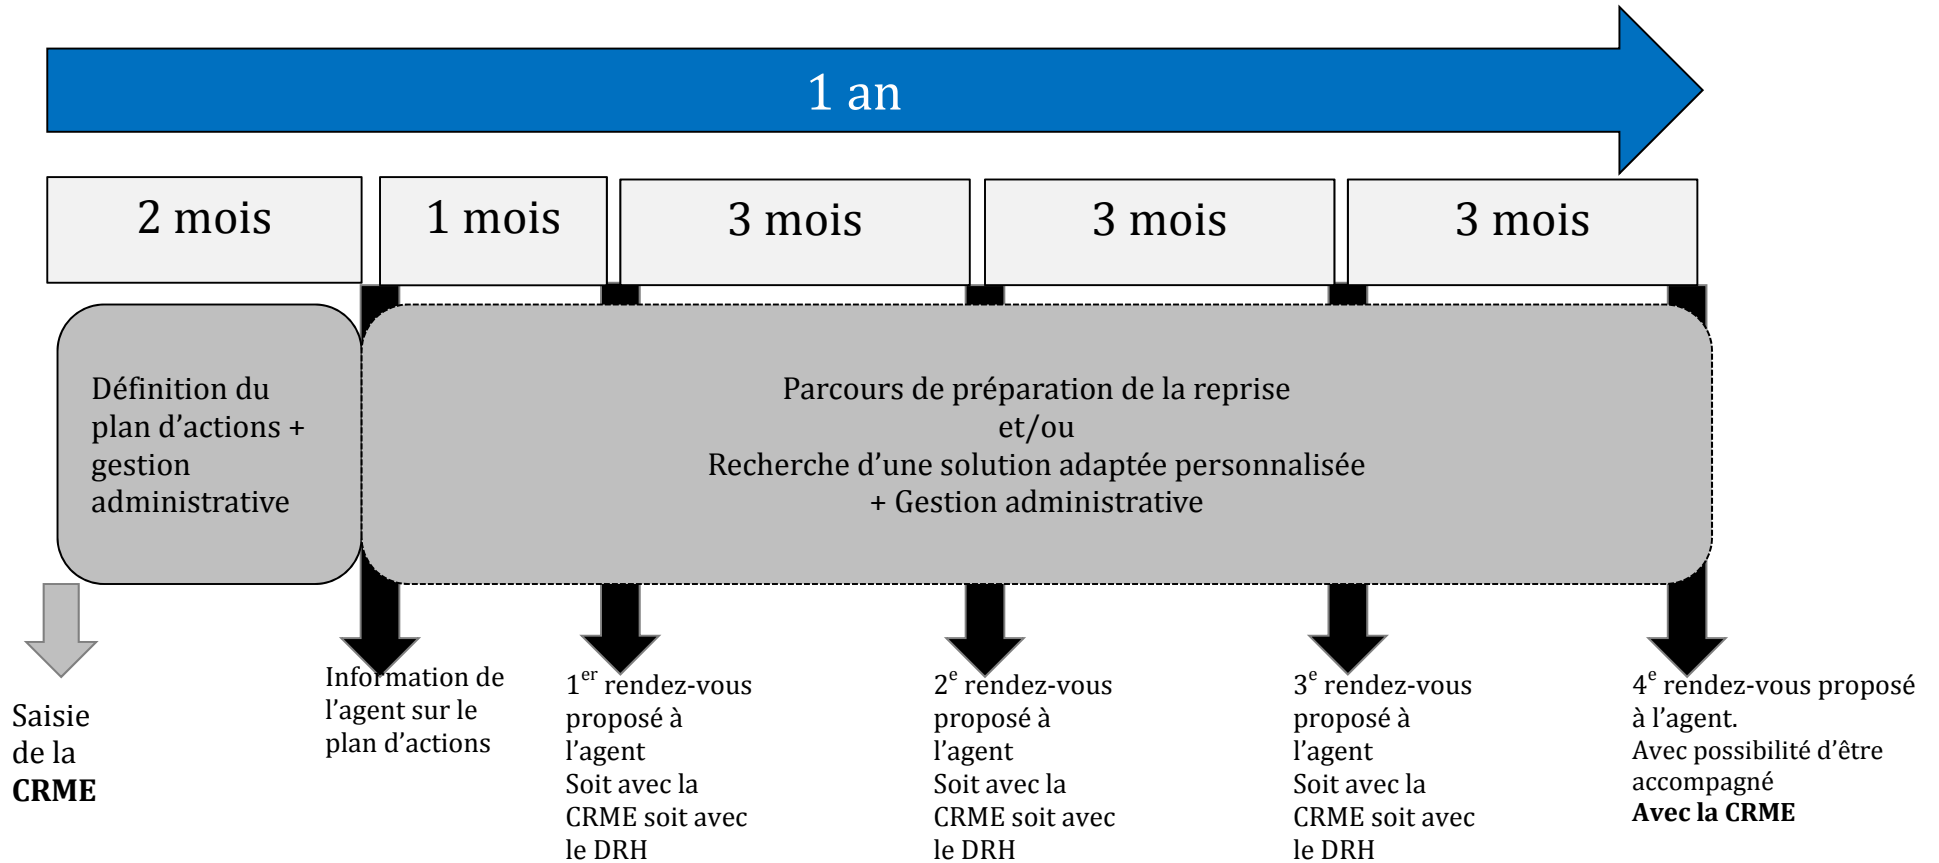 1 an
2 mois
1 mois
3 mois
3 mois
3 mois
Définition du
plan d’actions +
gestion
administrative
Parcours de préparation de la reprise
et/ou
Recherche d’une solution adaptée personnalisée
+ Gestion administrative
Saisie
de la
CRME
Information de
l’agent sur le
plan d’actions
1er rendez-vous
proposé à
l’agent
Soit avec la
CRME soit avec
le DRH
2e rendez-vous
proposé à
l’agent
Soit avec la
CRME soit avec
le DRH
3e rendez-vous
proposé à
l’agent
Soit avec la
CRME soit avec
le DRH
4e rendez-vous proposé
à l’agent.
Avec possibilité d’être
accompagné
Avec la CRME